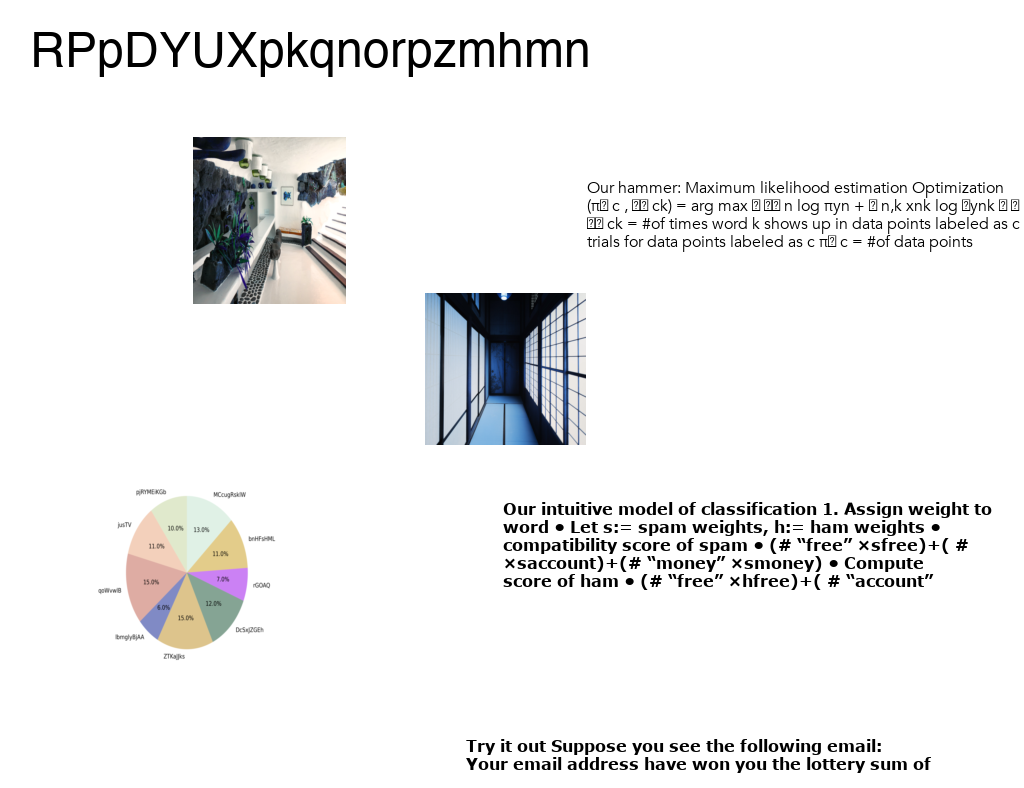 RPpDYUXpkqnorpzmhmn
Our hammer: Maximum likelihood estimation Optimization
(π c , ck) = arg max n log πyn + n,k xnk log ynk
ck = #of times word k shows up in data points labeled as c
trials for data points labeled as c π c = #of data points
pjRYMEiKGb
MCcugRskIW
10.0%
13.0%
jusTV
bnHFsHML
11.0%
11.0%
15.0%
7.0%
rGOAQ
qoWvwIB
6.0%
12.0%
15.0%
DcSxJZGEh
ZTKaJJks
Our intuitive model of classification 1. Assign weight to
word ● Let s:= spam weights, h:= ham weights ●
compatibility score of spam ● (# “free” ×sfree)+( #
×saccount)+(# “money” ×smoney) ● Compute
score of ham ● (# “free” ×hfree)+( # “account”
Try it out Suppose you see the following email:
Your email address have won you the lottery sum of